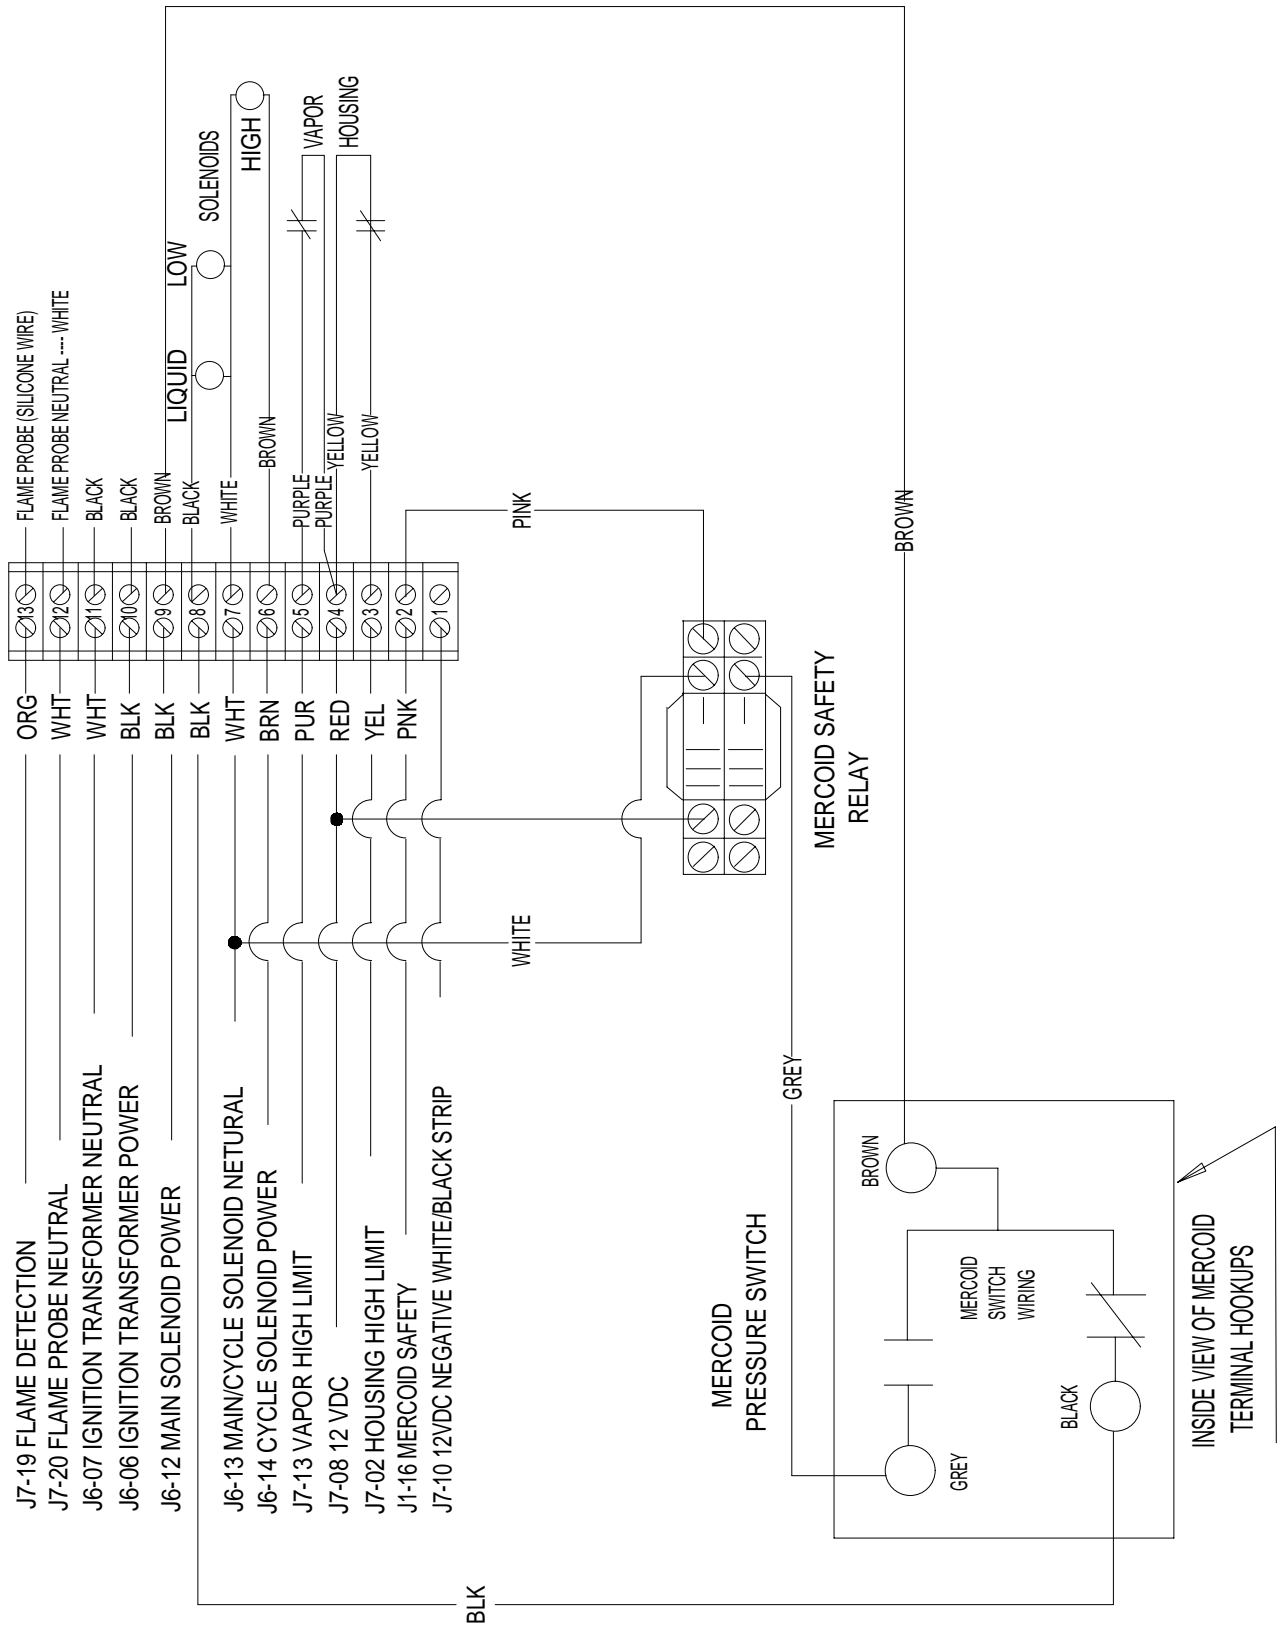 J7-19 FLAME DETECTION
J7-20 FLAME PROBE NEUTRAL
J6-07 IGNITION TRANSFORMER NEUTRAL
J6-06 IGNITION TRANSFORMER POWER
J6-12 MAIN SOLENOID POWER
J6-13 MAIN/CYCLE SOLENOID NETURAL
J6-14 CYCLE SOLENOID POWER
J7-13 VAPOR HIGH LIMIT
J7-08 12 VDC
J7-02 HOUSING HIGH LIMIT
J1-16 MERCOID SAFETY
J7-10 12VDC NEGATIVE WHITE/BLACK STRIP
ORG
WHT
WHT
BLK
BLK
BLK
WHT
BRN
PUR
RED
YEL
PNK
13
12
11
10
9
8
7
6
5
4
3
2
1
FLAME PROBE (SILICONE WIRE)
FLAME PROBE NEUTRAL ---- WHITE
BLACK
BLACK
BROWN
BLACK
WHITE
BROWN
PURPLE
PURPLE
YELLOW
YELLOW
LIQUID
LOW
SOLENOIDS
HIGH
VAPOR
HOUSING
PINK
WHITE
BLK
MERCOID SAFETY
RELAY
GREY
BROWN
MERCOID
PRESSURE SWITCH
BROWN
MERCOID
SWITCH
WIRING
GREY
BLACK
INSIDE VIEW OF MERCOID
TERMINAL HOOKUPS